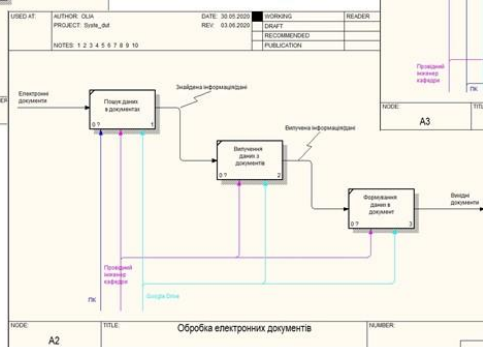 USED AT:
AUTHOR: OLIA
DATE: 30.05.2020
WORKING
READER
PROJECT: Syste_dut
REV: 03.06.2020
DRAFT
RECOMMENDED
NOTES: 1 2 3 4 5 6 7 8 9 10
PUBLICATION
Електронні
документи
Пошук даних
в документах
0 ?
1
Знайдена інформація/дані
Вилучення
даних з
документів
0 ?
2
Вилучена інформація/дані
Формування
даних в
документ
0 ?
3
Вихідні
документи
Провідний
інженер
кафедри
ПК
Google Drive
NODE:
A2
TITLE:
Обробка електронних документів
NUMBER:
Провідний
інженер
кафедри
ПК
NODE:
A3